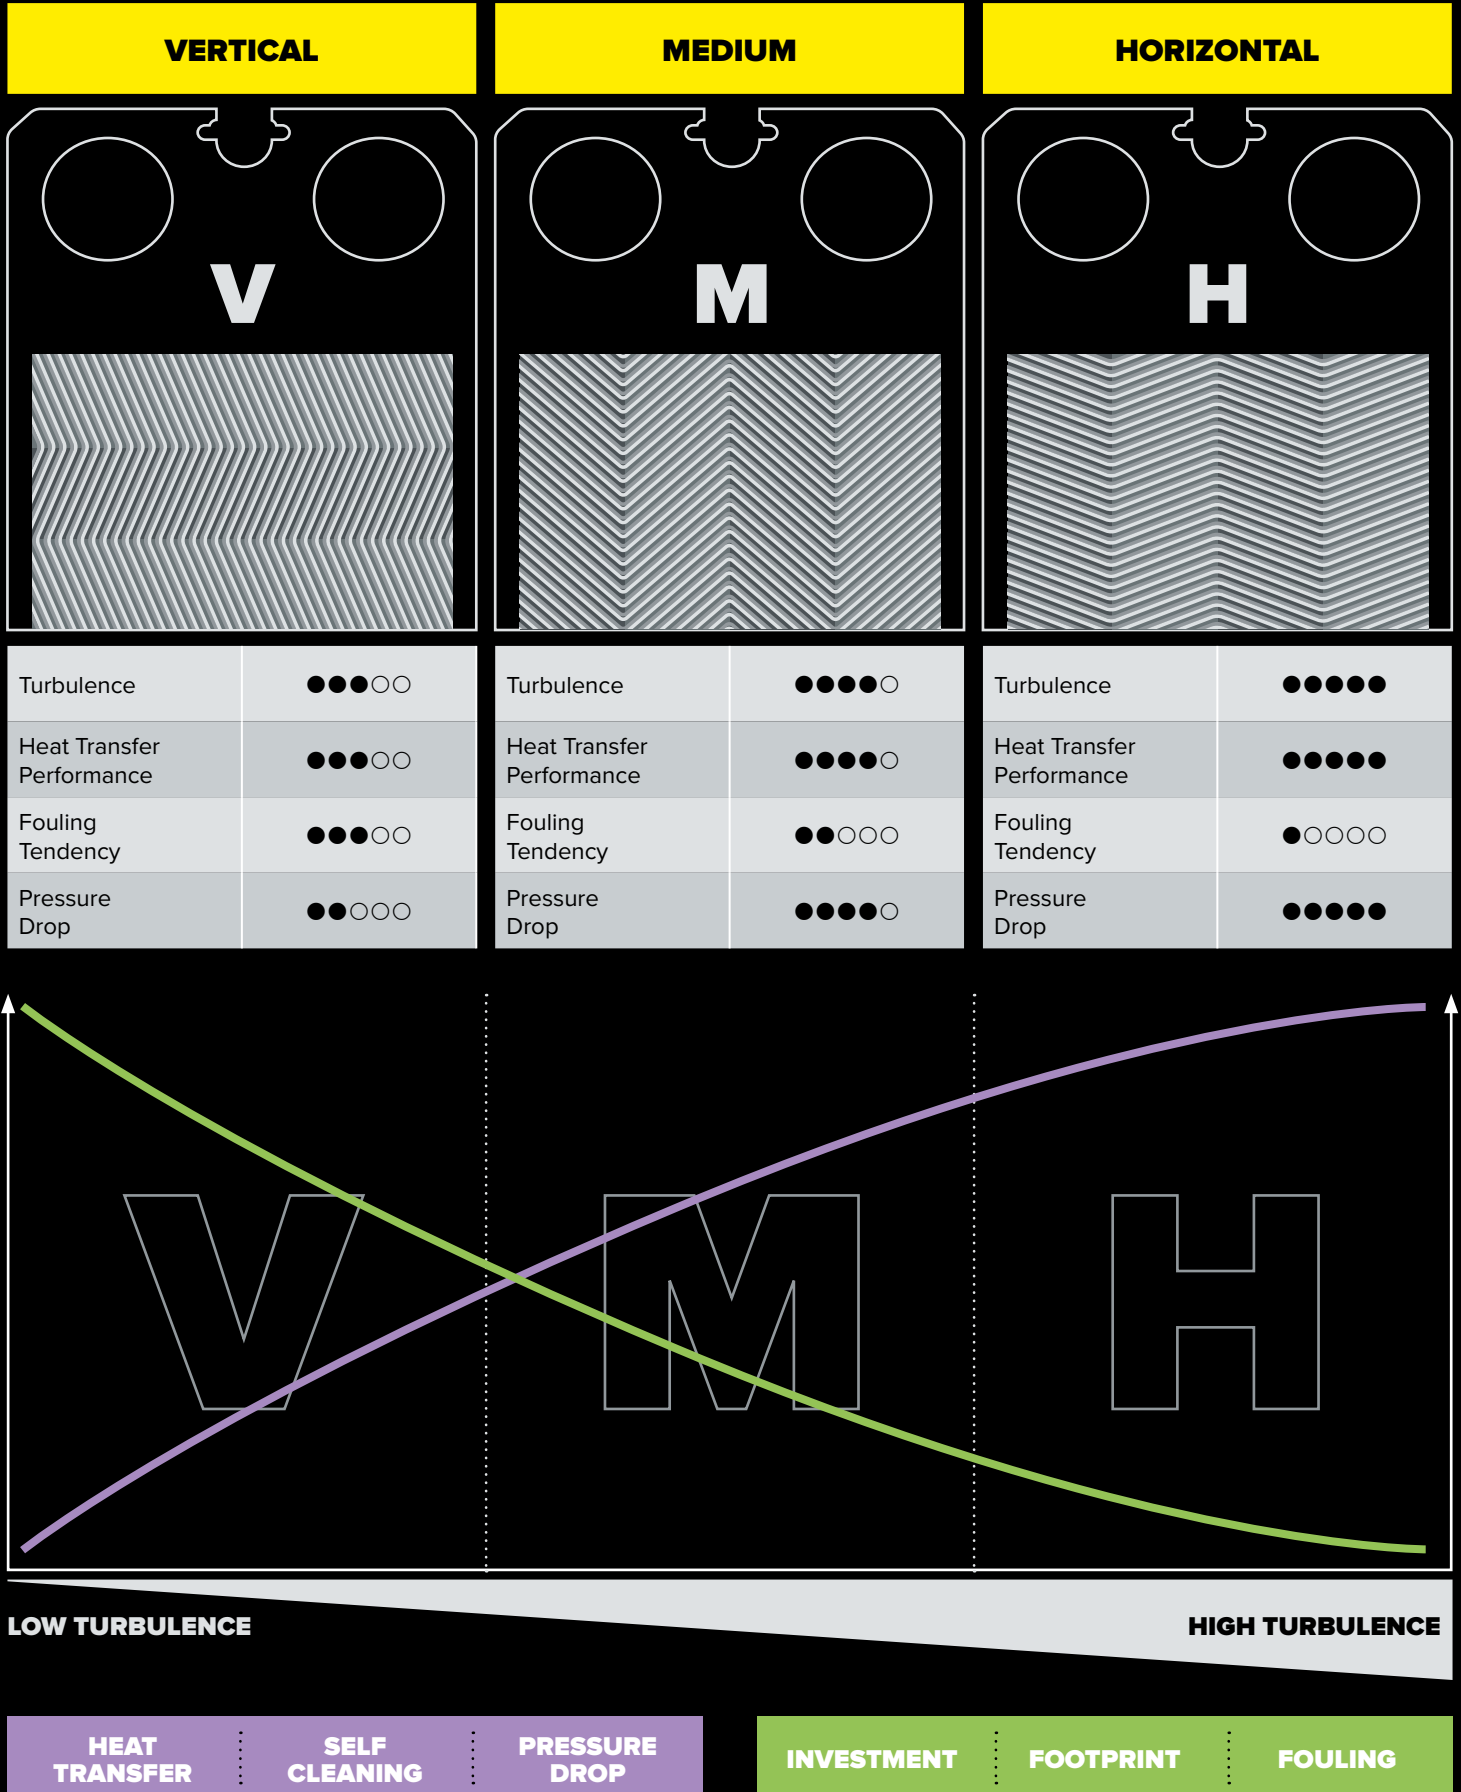 VERTICAL
MEDIUM
HORIZONTAL
V
M
H
Turbulence
Heat Transfer
Performance
Fouling
Tendency
Pressure
Drop
Turbulence
Heat Transfer
Performance
Fouling
Tendency
Pressure
Drop
Turbulence
Heat Transfer
Performance
Fouling
Tendency
Pressure
Drop
V
M
H
LOW TURBULENCE
HIGH TURBULENCE
HEAT
TRANSFER
SELF
CLEANING
PRESSURE
DROP
INVESTMENT
FOOTPRINT
FOULING